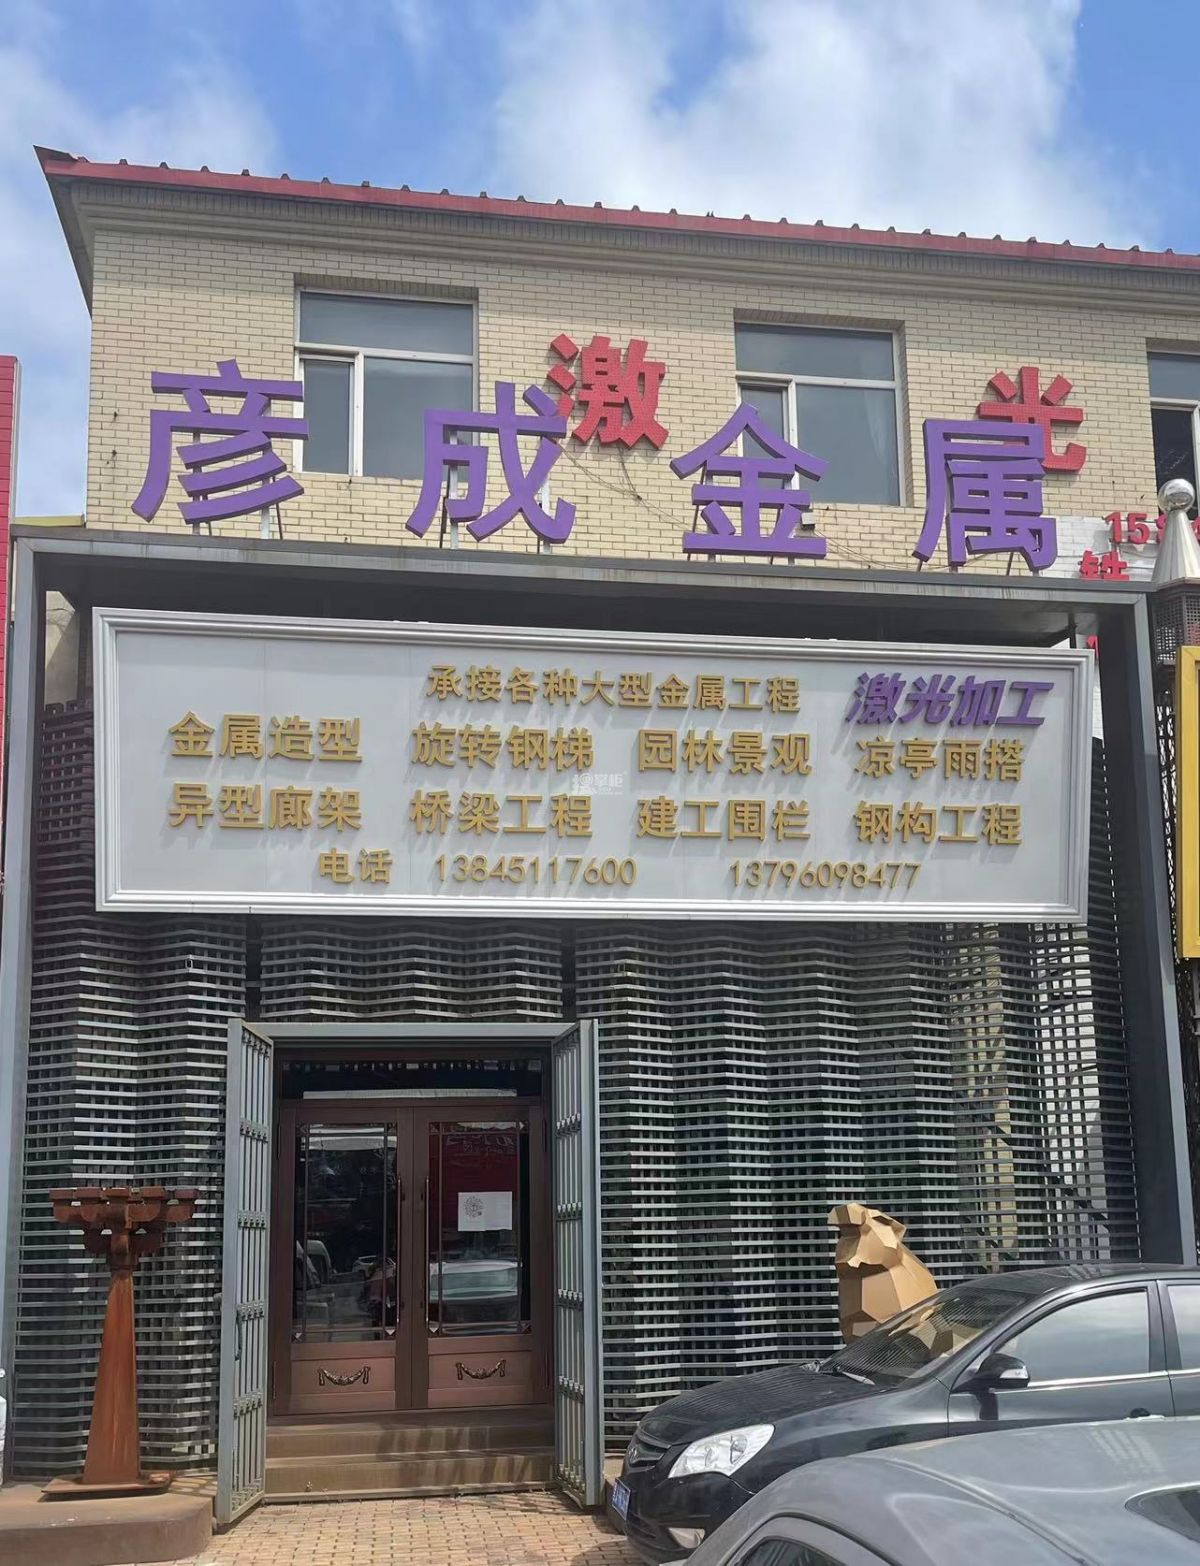 激光
彦成金属
15
承接各种大型金属工程 激光加工
金属造型 旋转钢梯 园林景观 凉亭雨搭
异型廊架 桥梁工程 建工围栏 钢构工程
电话 13845117600 13796098477